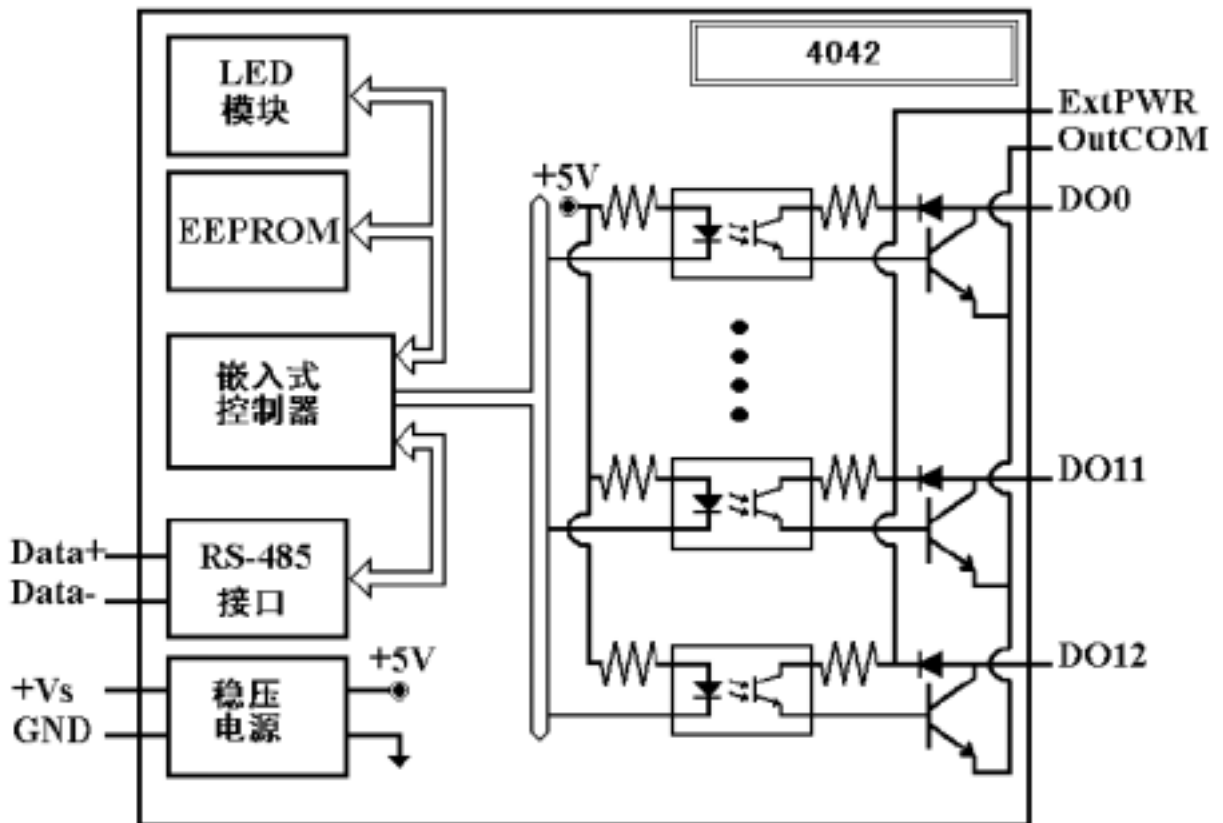 4042
LED
模块
EEPROM
嵌入式
控制器
RS-485
接口
稳压
电源
Data+
Data-
+Vs
GND
+5V
+5V
ExtPWR
OutCOM
DO0
DO11
DO12